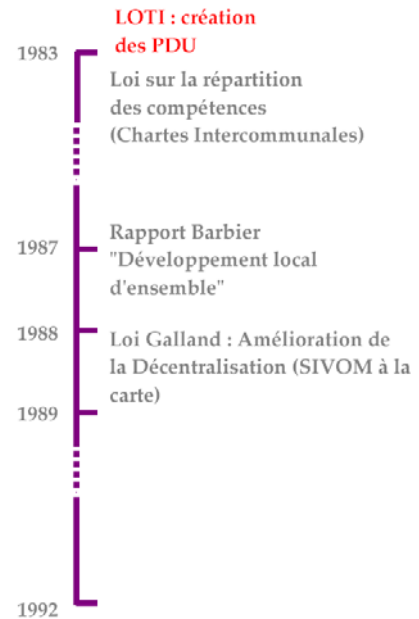 LOTI : création
des PDU
1983
Loi sur la répartition
des compétences
(Chartes Intercommunales)
1987
Rapport Barbier
"Développement local
d'ensemble"
1988
Loi Galland : Amélioration de
la Décentralisation (SIVOM à la
carte)
1989
1992